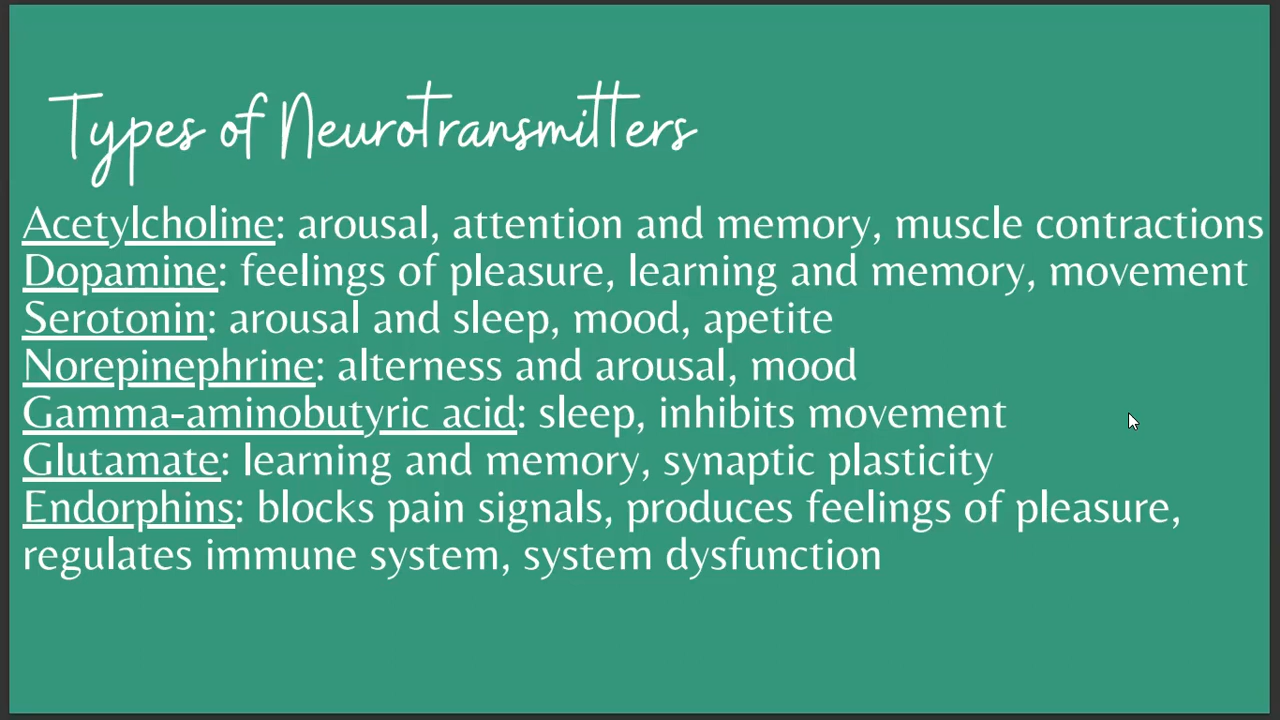 Types of Neurotransmitters
Acetylcholine: arousal, attention and memory, muscle contractions
Dopamine: feelings of pleasure, learning and memory, movement
Serotonin: arousal and sleep, mood, apetite
Norepinephrine: alterness and arousal, mood
Gamma-aminobutyric acid: sleep, inhibits movement
Glutamate: learning and memory, synaptic plasticity
Endorphins: blocks pain signals, produces feelings of pleasure,
regulates immune system, system dysfunction